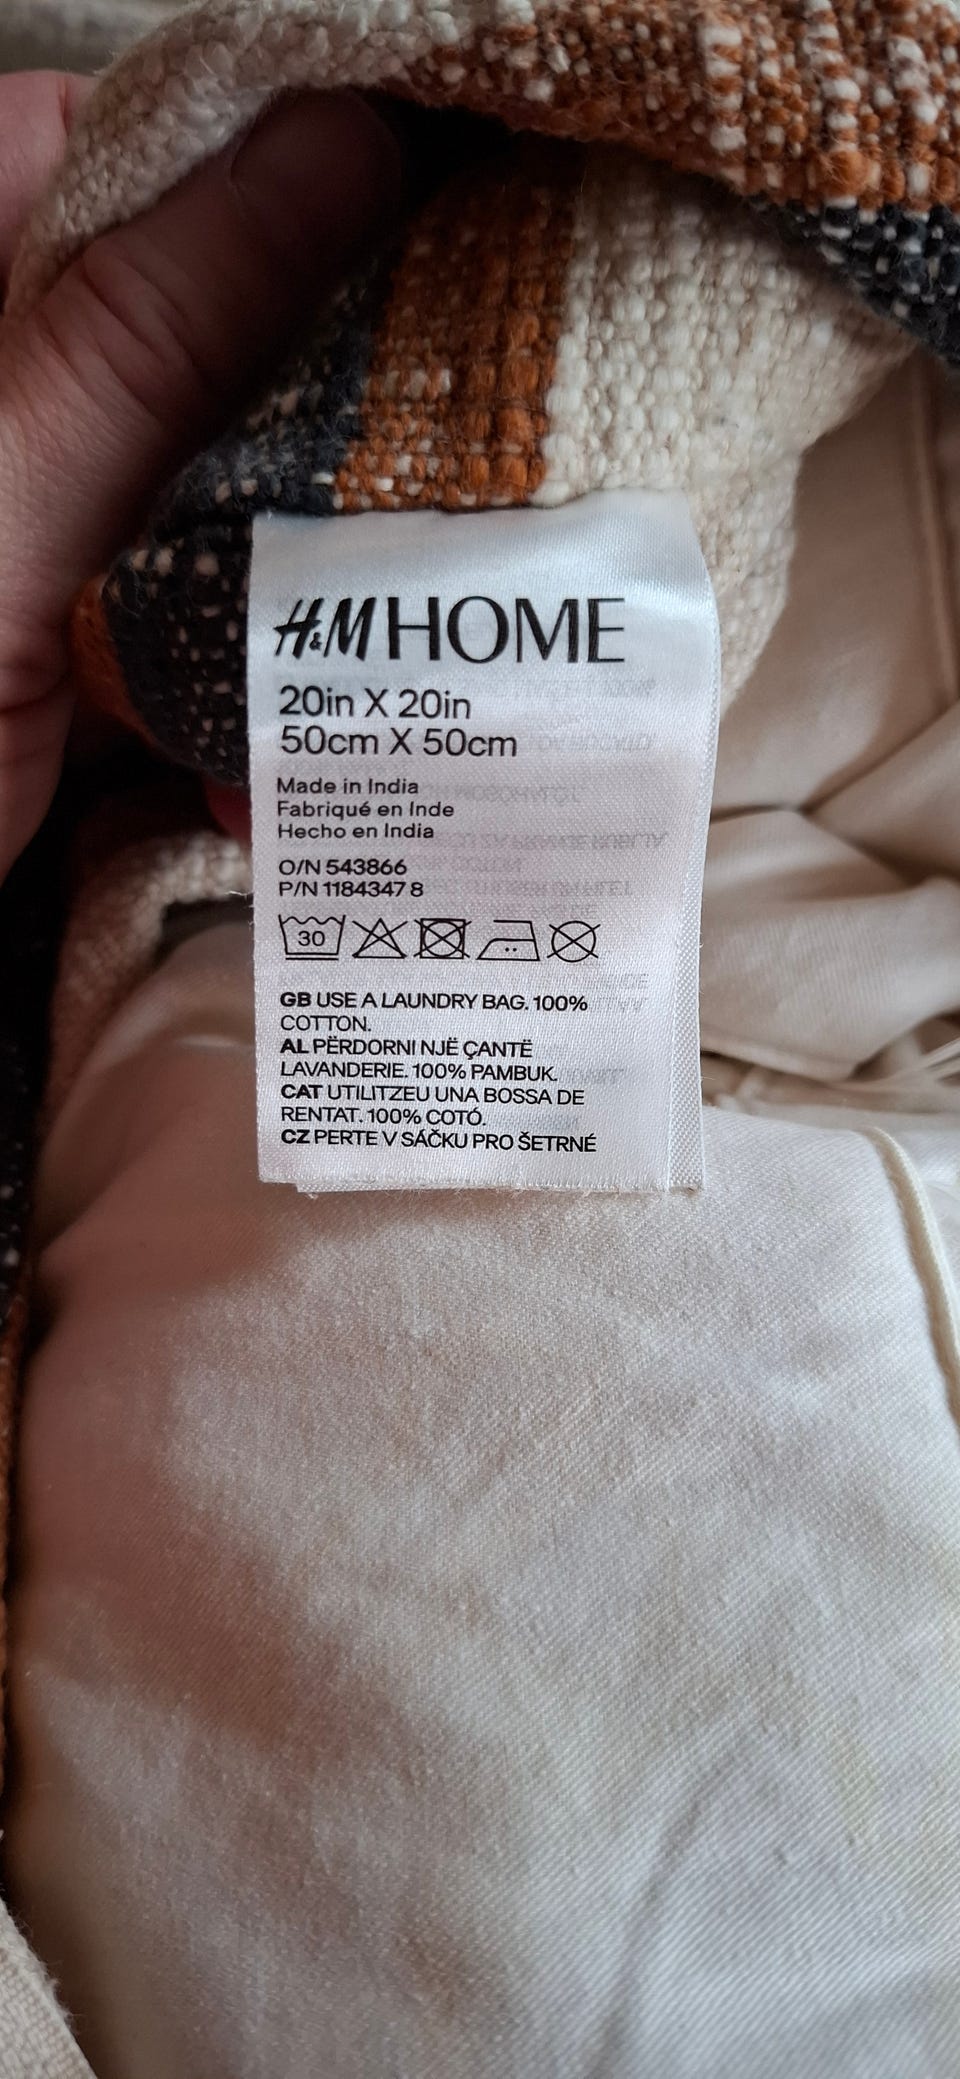 H&M HOME
20in X 20in
50cm X 50cm
Made in India
Fabriqué en Inde
Hecho en India
O/N 543866
P/N 1184347 8
30
GB USE A LAUNDRY BAG. 100%
COTTON.
AL PËRDORNI NJË ÇANTË
LAVANDERIE. 100% PAMBUK.
CAT UTILITZEU UNA BOSSA DE
RENTAT. 100% COTÓ.
CZ PERTE V SÁČKU PRO ŠETRNÉ